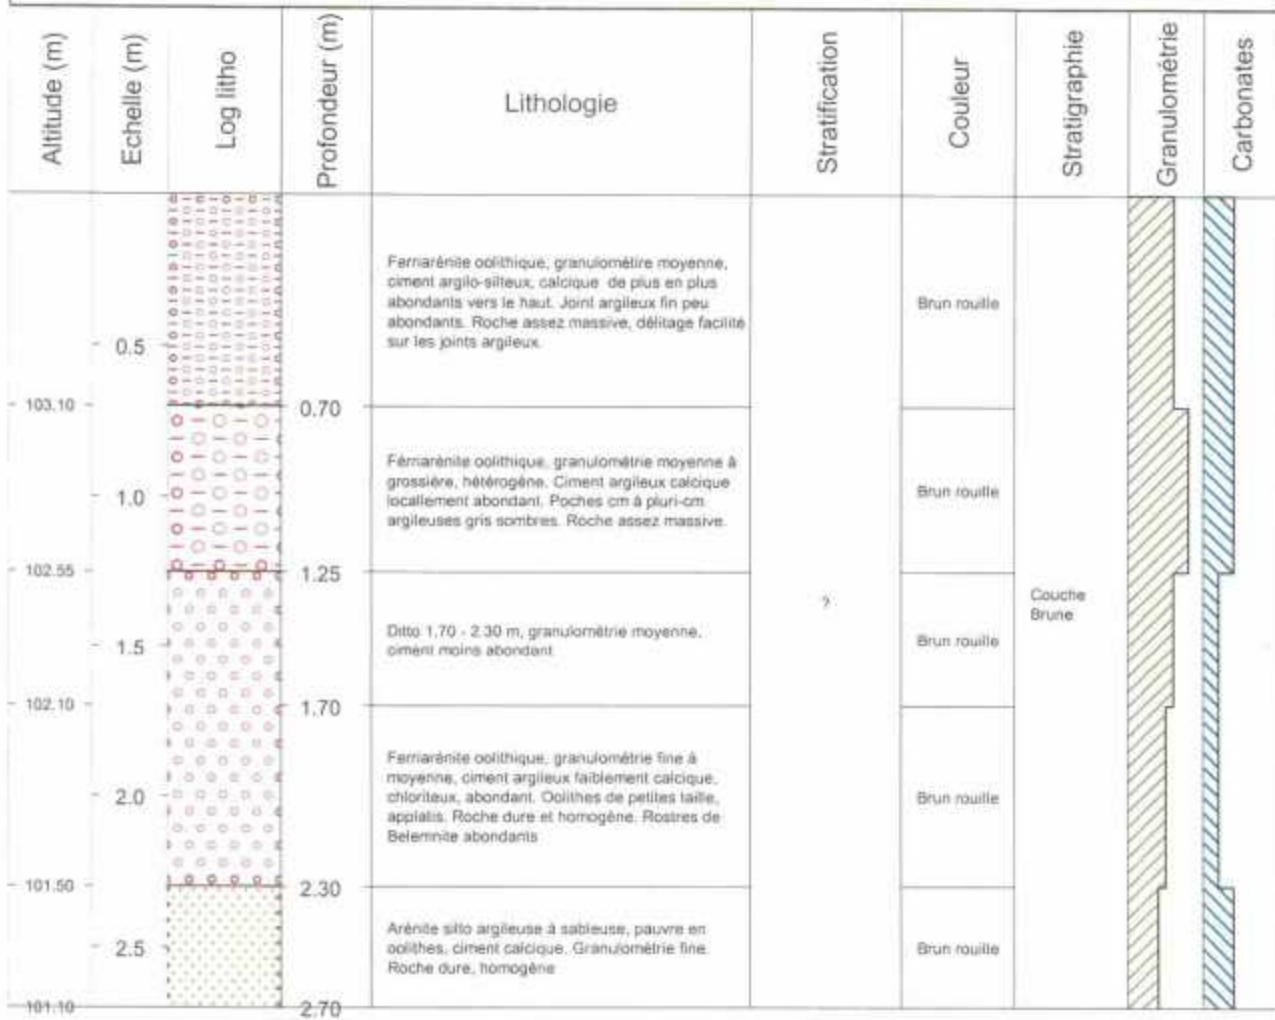 Altitude (m)
Echelle (m)
Log litho
Profondeur (m)
Lithologie
Stratification
Couleur
Stratigraphie
Granulométrie
Carbonates
Ferriarénite oolithique, granulométire moyenne,
ciment argilo-silteux, calcique de plus en plus
abondants vers le haut. Joint argileux fin peu
abondants. Roche assez massive, délitage facilité
sur les joints argileux.
Brun rouille
0.5
103.10
0.70
Ferriarénite oolithique, granulométrie moyenne à
grossière, hétérogène. Ciment argileux calcique
locallement abondant. Poches cm à pluri-cm
argileuses gris sombres. Roche assez massive.
Brun rouille
1.0
102.55
1.25
Ditto 1.70 - 2.30 m, granulométrie moyenne,
ciment moins abondant
?
Brun rouille
Couche
Brune
1.5
102.10
1.70
Ferriarénite oolithique, granulométrie fine à
moyenne, ciment argileux faiblement calcique,
chloriteux, abondant. Oolithes de petites taille,
applatis. Roche dure et homogène. Rostres de
Belemnite abondants
Brun rouille
2.0
101.50
2.30
Arénite silto argileuse à sableuse, pauvre en
oolithes, ciment calcique. Granulométrie fine.
Roche dure, homogène
Brun rouille
2.5
101.10
2.70